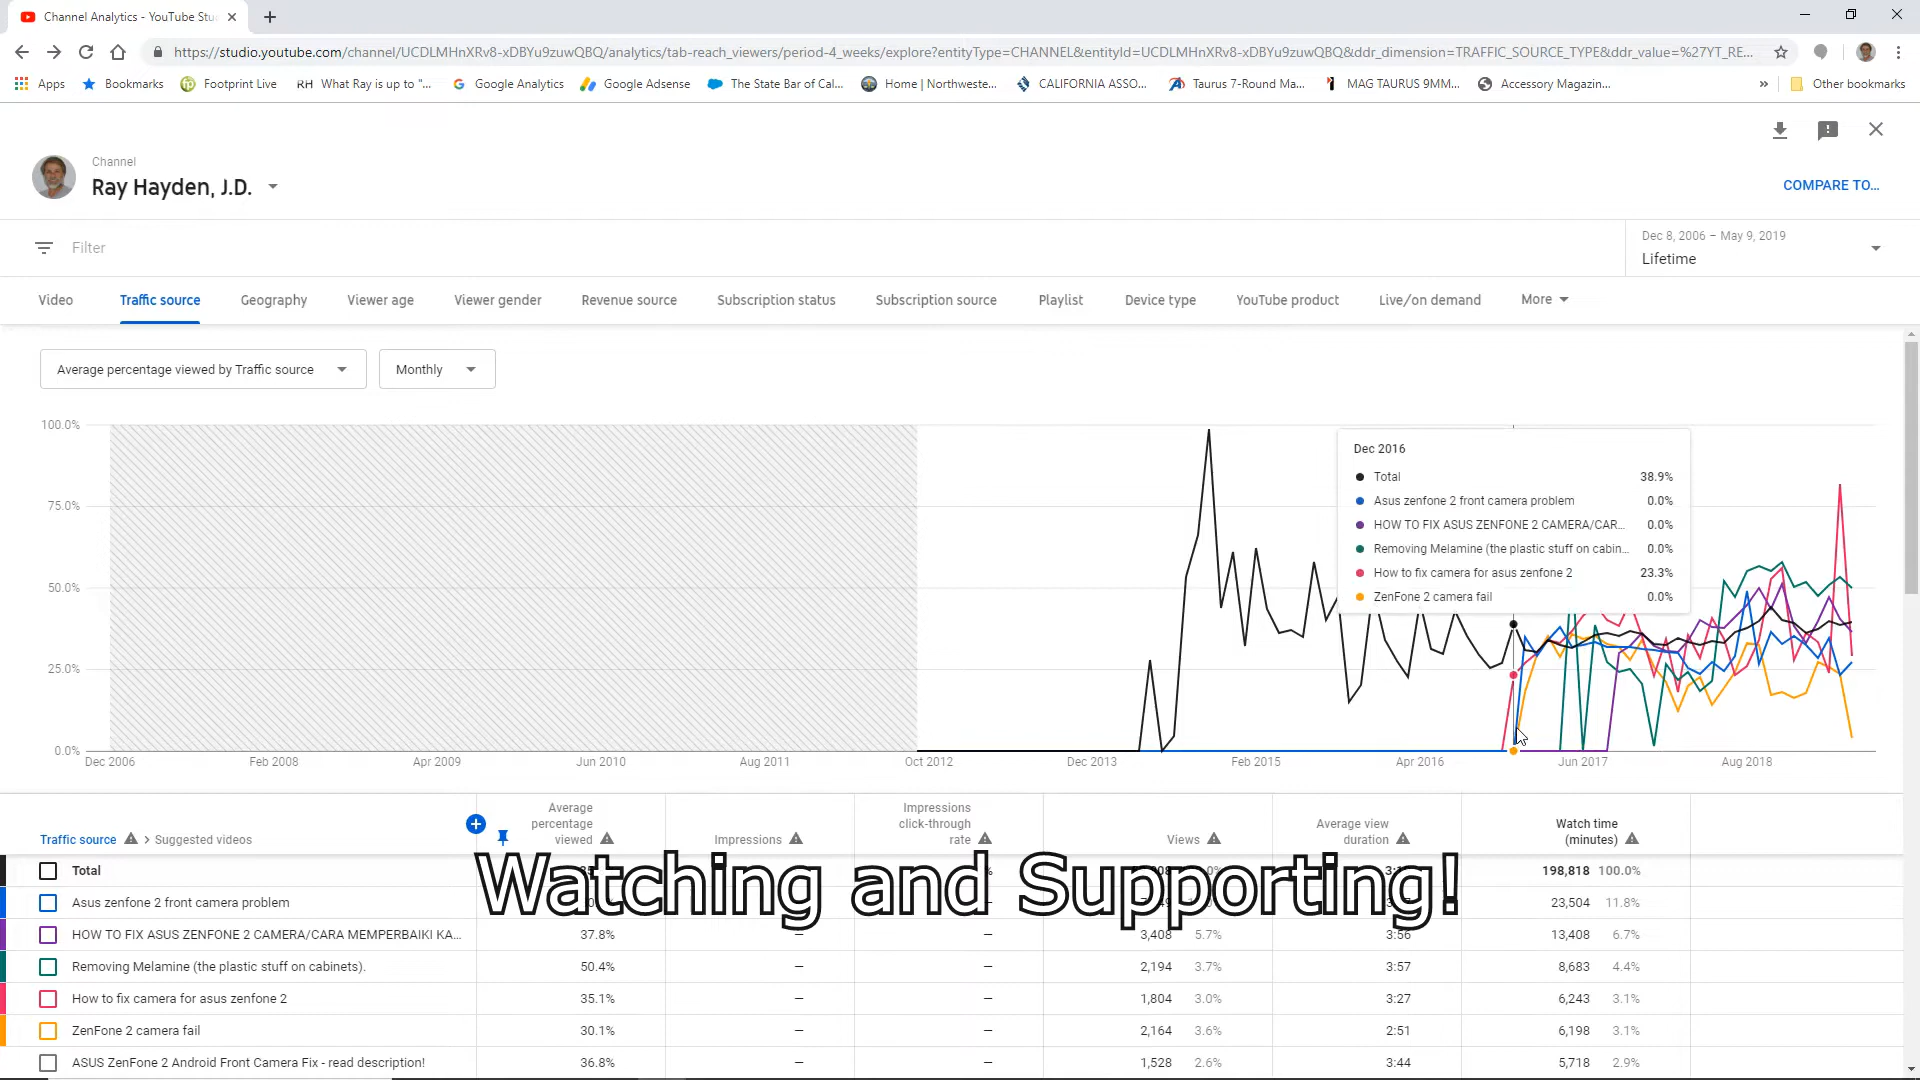 Channel Analytics - YouTube Stu
https://studio.youtube.com/channel/UCDLMHnXRv8-xDBYu9zuwQBQ/analytics/tab-reach_viewers/period-4_weeks/explore?entityType=CHANNEL&entityId=UCDLMHnXRv8-xDBYu9zuwQBQ&ddr_dimension=TRAFFIC_SOURCE_TYPE&ddr_value=%27YT_RE...
Apps Bookmarks Footprint Live RH What Ray is up to "... Google Analytics Google Adsense The State Bar of Cal... Home | Northweste... CALIFORNIA ASSO... Taurus 7-Round Ma... MAG TAURUS 9MM... Accessory Magazin... » Other bookmarks
Channel
Ray Hayden, J.D.
COMPARE TO...
Filter
Dec 8, 2006 – May 9, 2019
Lifetime
Video Traffic source Geography Viewer age Viewer gender Revenue source Subscription status Subscription source Playlist Device type YouTube product Live/on demand More
Average percentage viewed by Traffic source Monthly
100.0%
75.0%
50.0%
25.0%
0.0%
Dec 2016
Total 38.9%
Asus zenfone 2 front camera problem 0.0%
HOW TO FIX ASUS ZENFONE 2 CAMERA/CAR... 0.0%
Removing Melamine (the plastic stuff on cabin... 0.0%
How to fix camera for asus zenfone 2 23.3%
ZenFone 2 camera fail 0.0%
Dec 2006 Feb 2008 Apr 2009 Jun 2010 Aug 2011 Oct 2012 Dec 2013 Feb 2015 Apr 2016 Jun 2017 Aug 2018
Traffic source > Suggested videos
Average percentage viewed
Impressions
Impressions click-through rate
Views
Average view duration
Watch time (minutes)
Total 198,818 100.0%
Watching and Supporting!
Asus zenfone 2 front camera problem 23,504 11.8%
HOW TO FIX ASUS ZENFONE 2 CAMERA/CARA MEMPERBAIKI KA... 37.8% — — 3,408 5.7% 3:56 13,408 6.7%
Removing Melamine (the plastic stuff on cabinets). 50.4% — — 2,194 3.7% 3:57 8,683 4.4%
How to fix camera for asus zenfone 2 35.1% — — 1,804 3.0% 3:27 6,243 3.1%
ZenFone 2 camera fail 30.1% — — 2,164 3.6% 2:51 6,198 3.1%
ASUS ZenFone 2 Android Front Camera Fix - read description! 36.8% — — 1,528 2.6% 3:44 5,718 2.9%